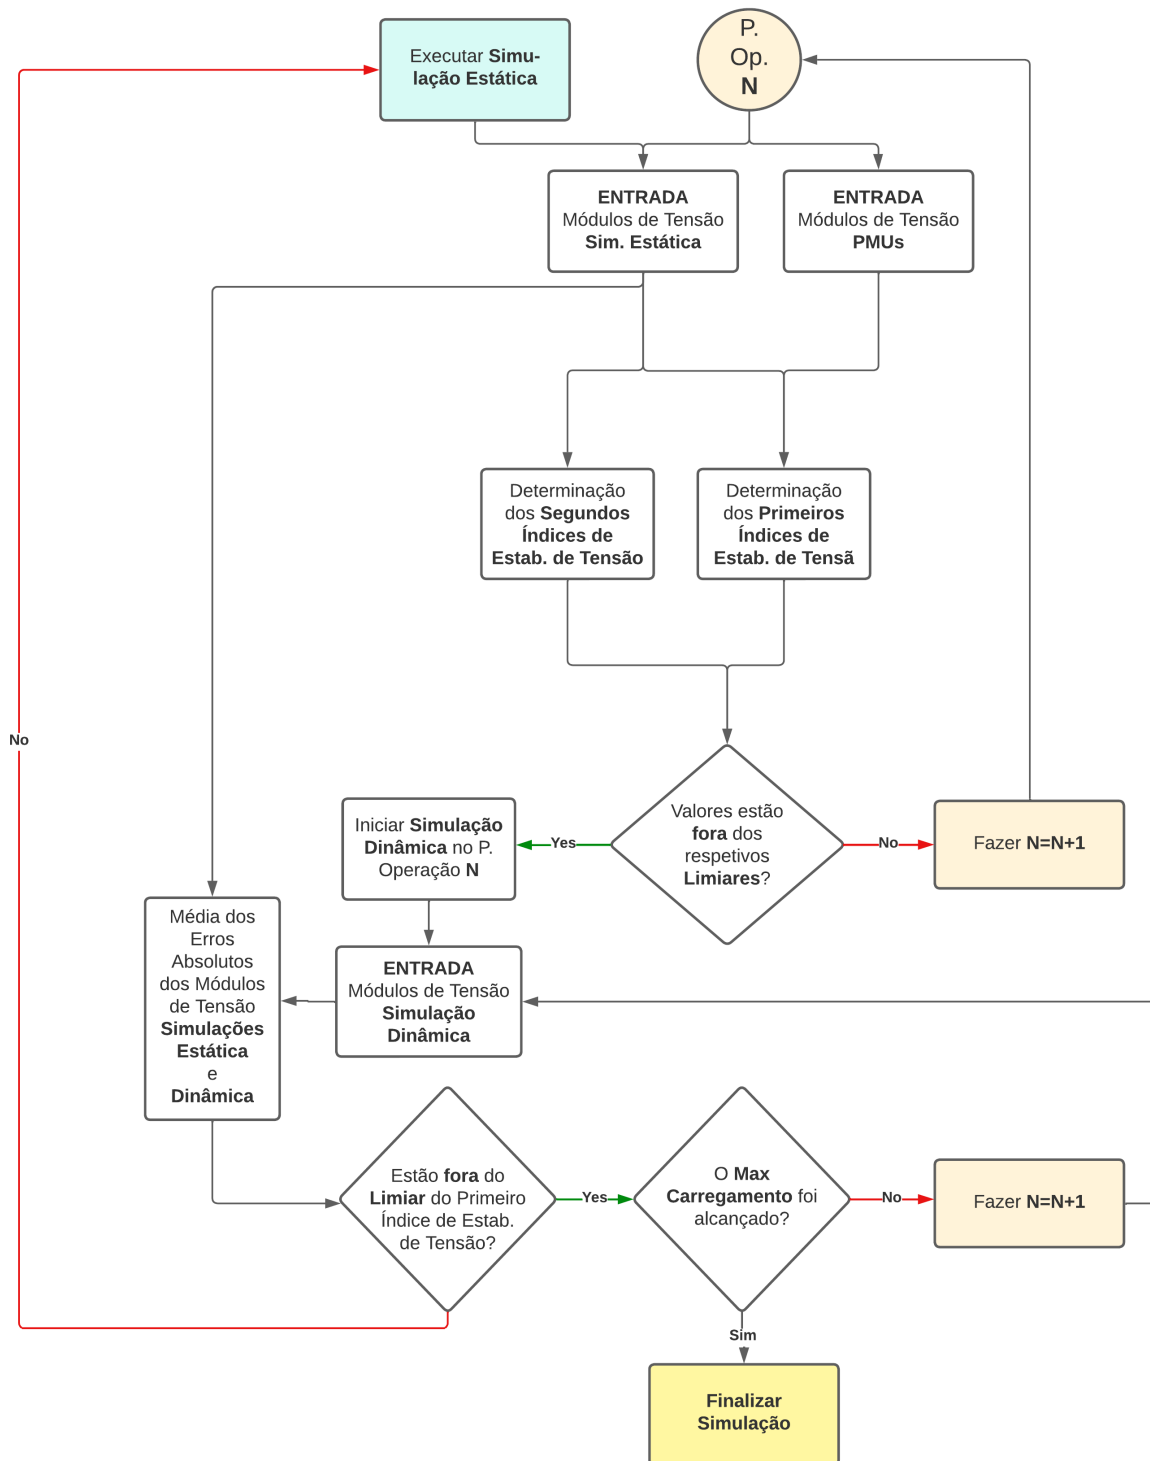 Executar Simu-
lação Estática
P.
Op.
N
ENTRADA
Módulos de Tensão
Sim. Estática
ENTRADA
Módulos de Tensão
PMUs
Determinação
dos Segundos
Índices de
Estab. de Tensão
Determinação
dos Primeiros
Índices de
Estab. de Tensã
No
Valores estão
fora dos
respetivos
Limiares?
Yes
No
Fazer N=N+1
Iniciar Simulação
Dinâmica no P.
Operação N
ENTRADA
Módulos de Tensão
Simulação
Dinâmica
Média dos
Erros
Absolutos
dos Módulos
de Tensão
Simulações
Estática
e
Dinâmica
Estão fora do
Limiar do Primeiro
Índice de Estab.
de Tensão?
Yes
O Max
Carregamento foi
alcançado?
No
Fazer N=N+1
Sim
Finalizar
Simulação